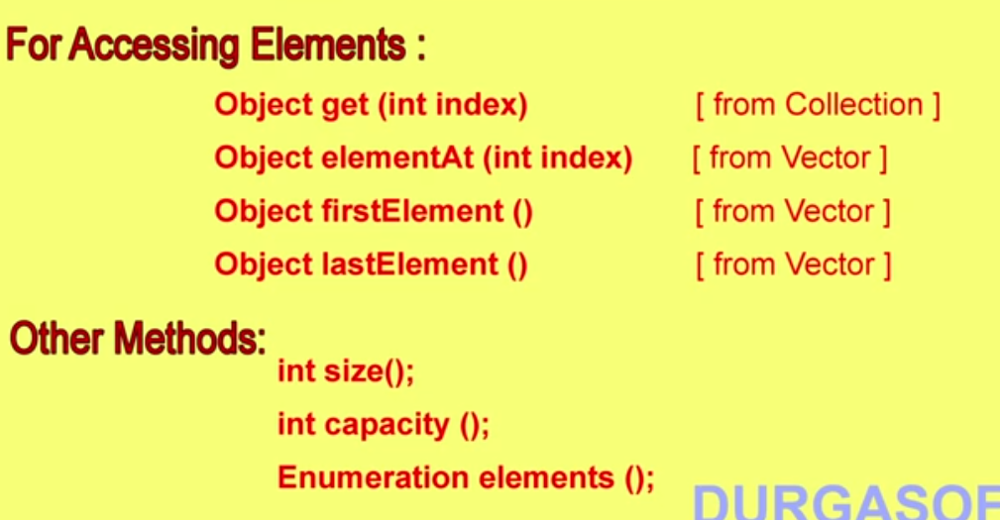 For Accessing Elements :
Object get (int index) [ from Collection ]
Object elementAt (int index) [ from Vector ]
Object firstElement () [ from Vector ]
Object lastElement () [ from Vector ]
Other Methods:
int size();
int capacity ();
Enumeration elements ();
DURGASOF